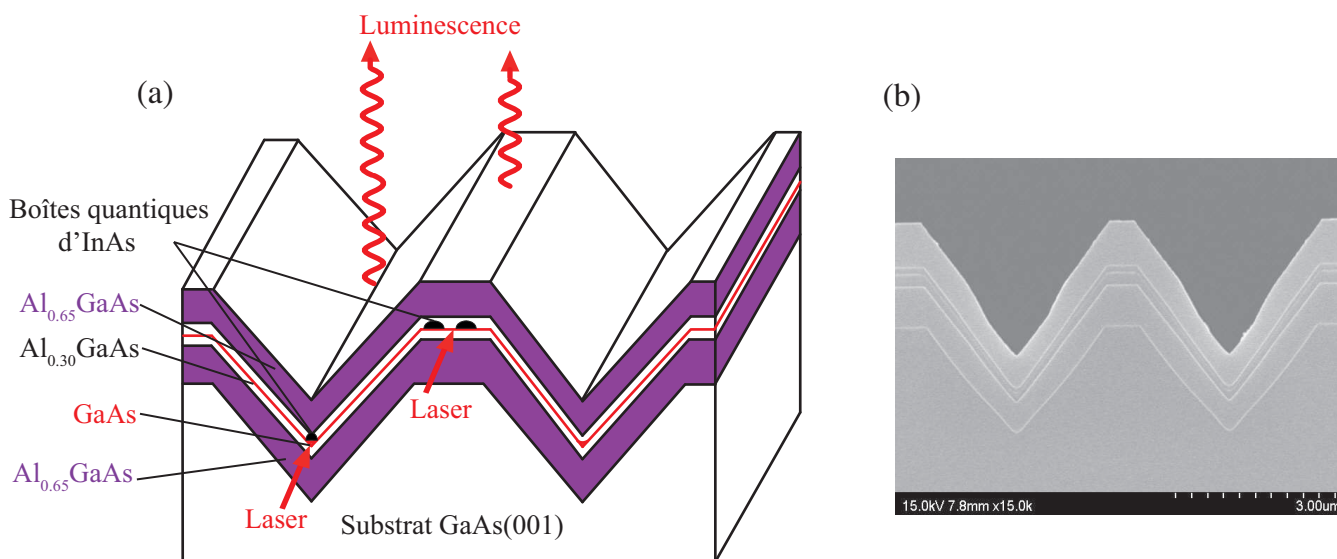 Luminescence
(a)
(b)
Boîtes quantiques
d’InAs
Al₀.₆₅GaAs
Al₀.₃₀GaAs
GaAs
Al₀.₆₅GaAs
Laser
Laser
Substrat GaAs(001)
15.0kV 7.8mm x15.0k
3.00um